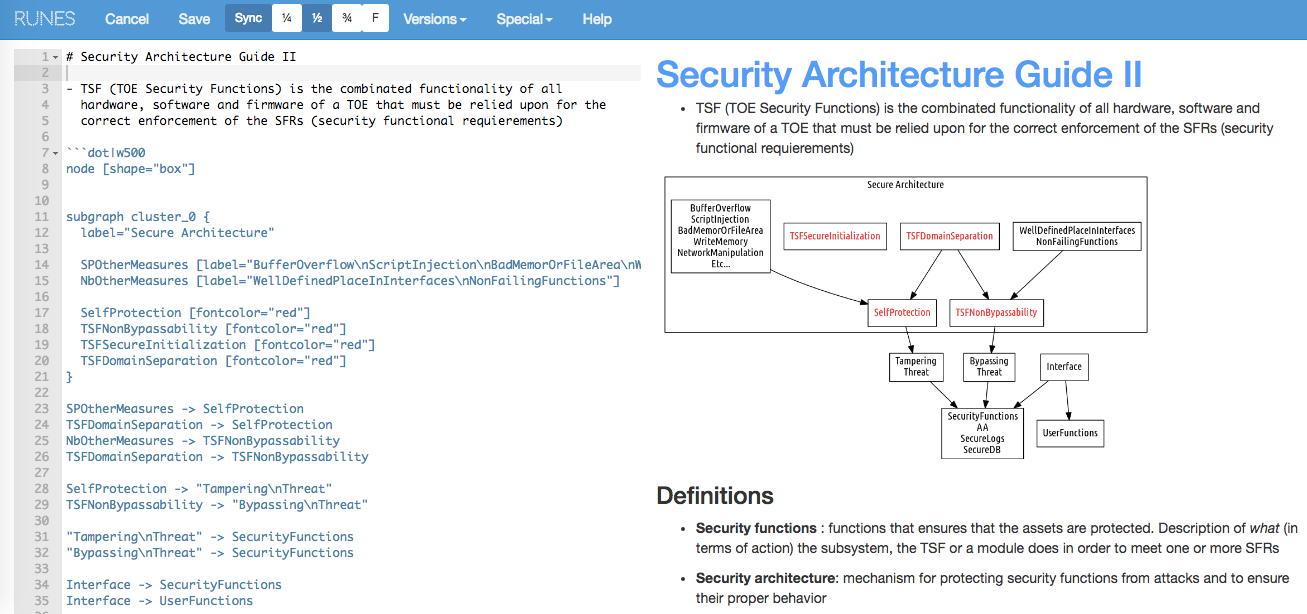 RUNES Cancel Save Sync ¼ ½ ¾ F Versions Special Help
1 # Security Architecture Guide II
2
3 - TSF (TOE Security Functions) is the combinated functionality of all
4 hardware, software and firmware of a TOE that must be relied upon for the
5 correct enforcement of the SFRs (security functional requierements)
6
7 ```dot|w500
8 node [shape="box"]
9
10
11 subgraph cluster_0 {
12 label="Secure Architecture"
13
14 SPOtherMeasures [label="BufferOverflow\nScriptInjection\nBadMemorOrFileArea\nW
15 NbOtherMeasures [label="WellDefinedPlaceInInterfaces\nNonFailingFunctions"]
16
17 SelfProtection [fontcolor="red"]
18 TSFNonBypassability [fontcolor="red"]
19 TSFSecureInitialization [fontcolor="red"]
20 TSFDomainSeparation [fontcolor="red"]
21 }
22
23 SPOtherMeasures -> SelfProtection
24 TSFDomainSeparation -> SelfProtection
25 NbOtherMeasures -> TSFNonBypassability
26 TSFDomainSeparation -> TSFNonBypassability
27
28 SelfProtection -> "Tampering\nThreat"
29 TSFNonBypassability -> "Bypassing\nThreat"
30
31 "Tampering\nThreat" -> SecurityFunctions
32 "Bypassing\nThreat" -> SecurityFunctions
33
34 Interface -> SecurityFunctions
35 Interface -> UserFunctions
Security Architecture Guide II
• TSF (TOE Security Functions) is the combinated functionality of all hardware, software and
firmware of a TOE that must be relied upon for the correct enforcement of the SFRs (security
functional requierements)
Secure Architecture
BufferOverflow
ScriptInjection
BadMemorOrFileArea
WriteMemory
NetworkManipulation
Etc...
TSFSecureInitialization
TSFDomainSeparation
WellDefinedPlaceInInterfaces
NonFailingFunctions
SelfProtection
TSFNonBypassability
Tampering
Threat
Bypassing
Threat
Interface
SecurityFunctions
AA
SecureLogs
SecureDB
UserFunctions
Definitions
• Security functions : functions that ensures that the assets are protected. Description of what (in
terms of action) the subsystem, the TSF or a module does in order to meet one or more SFRs
• Security architecture: mechanism for protecting security functions from attacks and to ensure
their proper behavior